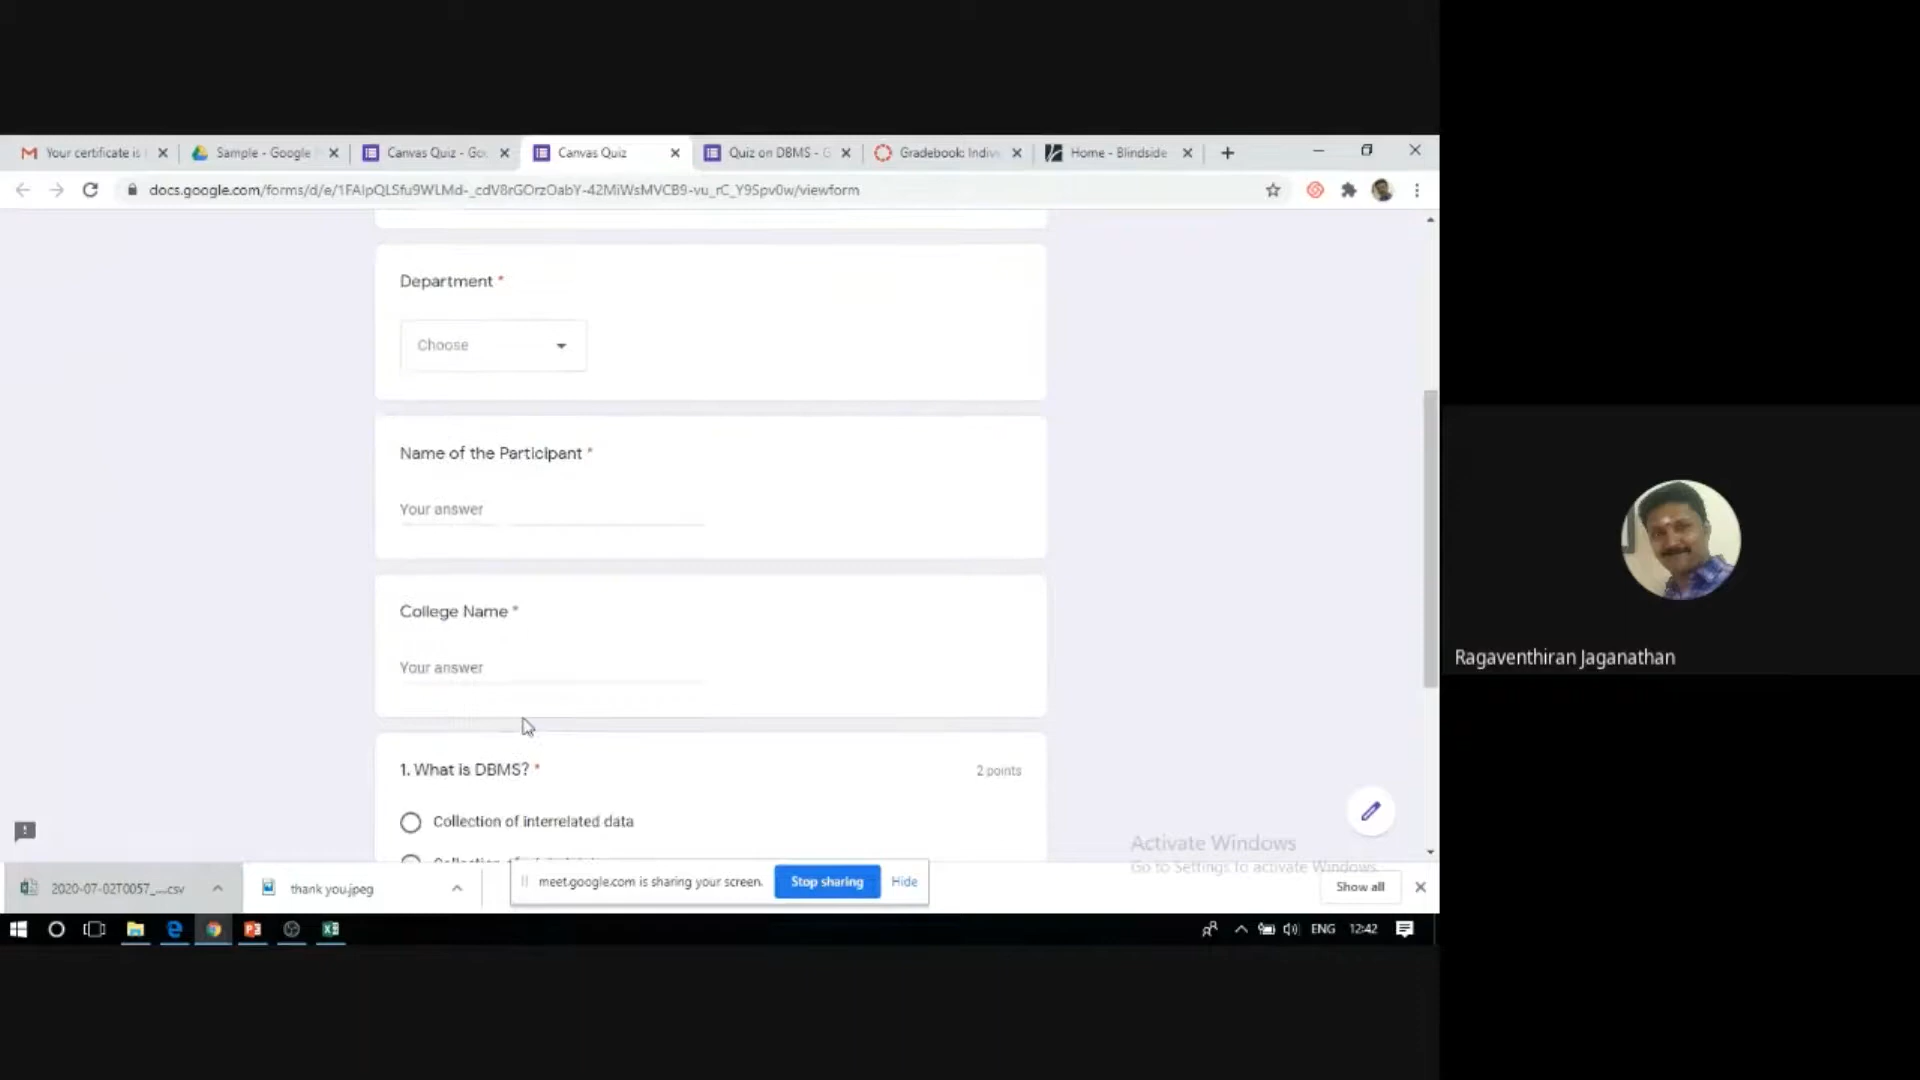 Your certificate is
Sample - Google
Canvas Quiz - Go
Canvas Quiz
Quiz on DBMS - G
Gradebook: Indiv
Home - Blindside
docs.google.com/forms/d/e/1FAIpQLSfu9WLMd-_cdV8rGOrzOabY-42MiWsMVCB9-vu_rC_Y9Spv0w/viewform
Department *
Choose
Name of the Participant *
Your answer
College Name *
Your answer
1. What is DBMS? *
2 points
Collection of interrelated data
Activate Windows
Go to Settings to activate Windows.
2020-07-02T0057_....csv
thank you.jpeg
meet.google.com is sharing your screen.
Stop sharing
Hide
Show all
ENG
12:42
Ragaventhiran Jaganathan